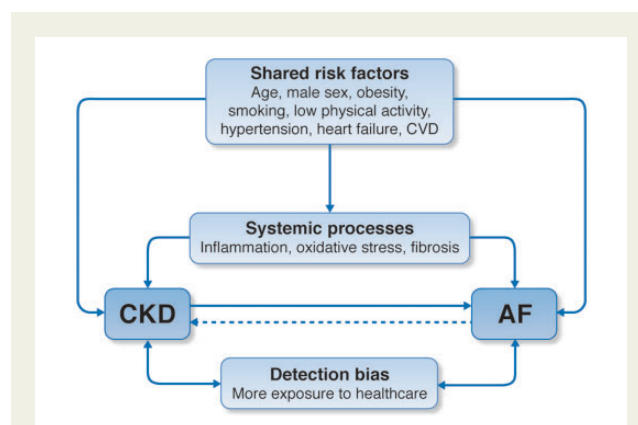 Shared risk factors
Age, male sex, obesity,
smoking, low physical activity,
hypertension, heart failure, CVD
Systemic processes
Inflammation, oxidative stress, fibrosis
CKD
AF
Detection bias
More exposure to healthcare